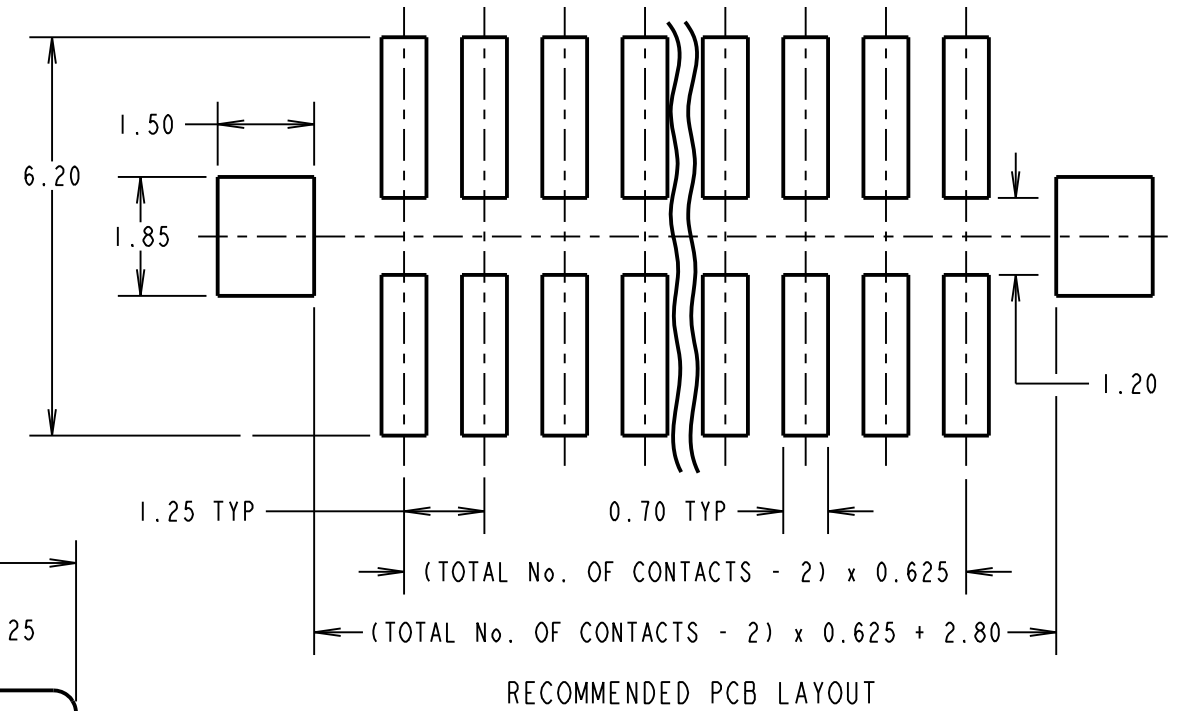 1.50
6.20
1.85
1.20
1.25 TYP
0.70 TYP
(TOTAL No. OF CONTACTS - 2) x 0.625
25
(TOTAL No. OF CONTACTS - 2) x 0.625 + 2.80
RECOMMENDED PCB LAYOUT